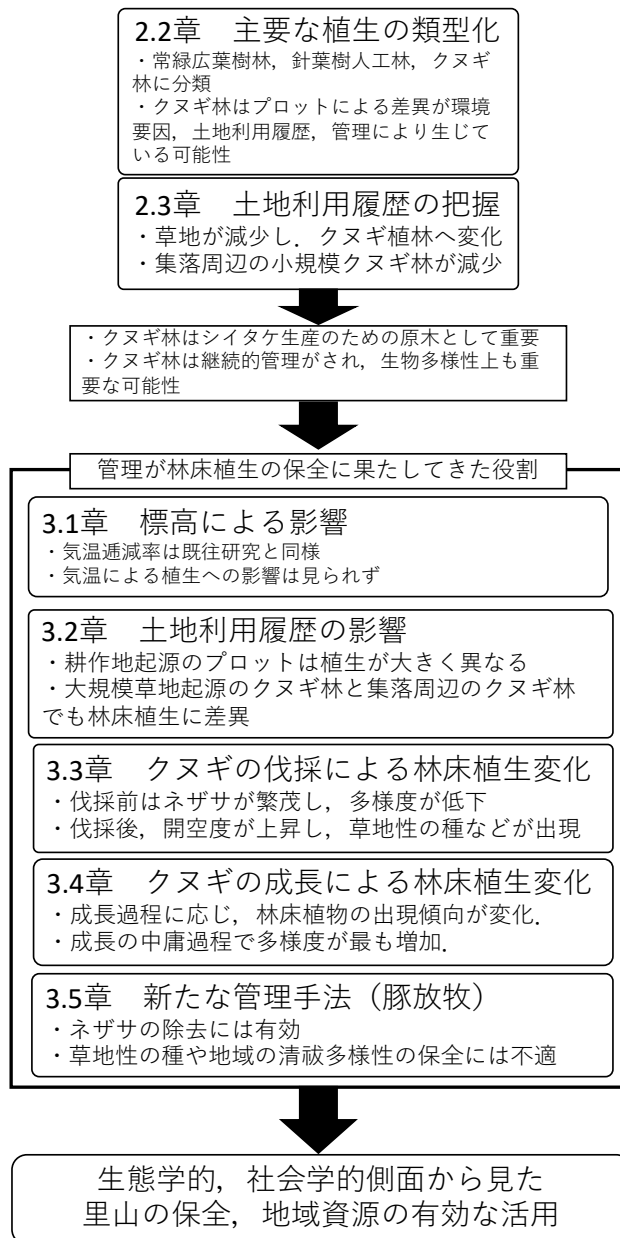 2.2章　主要な植生の類型化
・常緑広葉樹林，針葉樹人工林，クヌギ
林に分類
・クヌギ林はプロットによる差異が環境
要因，土地利用履歴，管理により生じて
いる可能性
2.3章　土地利用履歴の把握
・草地が減少し．クヌギ植林へ変化
・集落周辺の小規模クヌギ林が減少
・クヌギ林はシイタケ生産のための原木として重要
・クヌギ林は継続的管理がされ，生物多様性上も重
要な可能性
管理が林床植生の保全に果たしてきた役割
3.1章　標高による影響
・気温逓減率は既往研究と同様
・気温による植生への影響は見られず
3.2章　土地利用履歴の影響
・耕作地起源のプロットは植生が大きく異なる
・大規模草地起源のクヌギ林と集落周辺のクヌギ林
でも林床植生に差異
3.3章　クヌギの伐採による林床植生変化
・伐採前はネザサが繁茂し，多様度が低下
・伐採後，開空度が上昇し，草地性の種などが出現
3.4章　クヌギの成長による林床植生変化
・成長過程に応じ，林床植物の出現傾向が変化．
・成長の中庸過程で多様度が最も増加．
3.5章　新たな管理手法（豚放牧）
・ネザサの除去には有効
・草地性の種や地域の清祓多様性の保全には不適
生態学的，社会学的側面から見た
里山の保全，地域資源の有効な活用